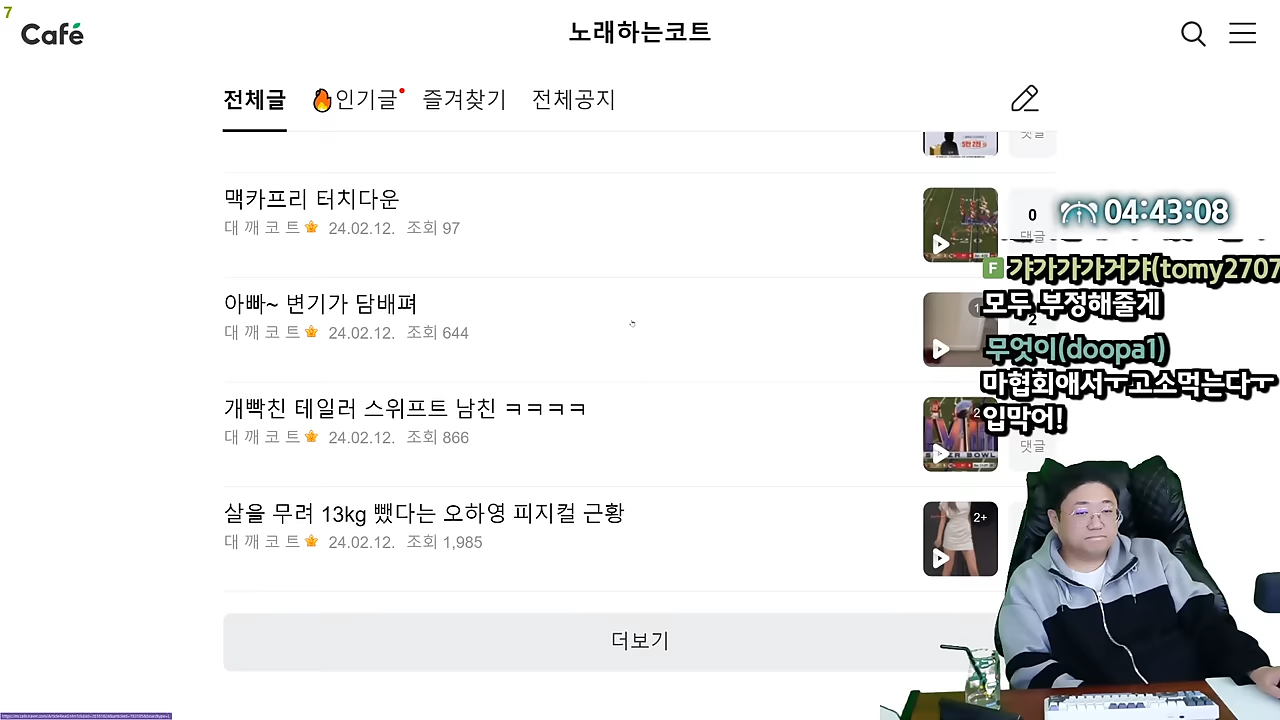 7
Café
노래하는코트
전체글
🔥인기글
즐겨찾기
전체공지
댓글
맥카프리 터치다운
대 깨 코 트 24.02.12. 조회 97
0
댓글
04:43:08
F 갸가가가거갸(tomy2707
모두 부정해줄게
아빠~ 변기가 담배펴
대 깨 코 트 24.02.12. 조회 644
2
무엇이(doopa1)
마협회애서ㅜ고소먹는다ㅜ
입막어!
개빡친 테일러 스위프트 남친 ㅋㅋㅋㅋ
대 깨 코 트 24.02.12. 조회 866
댓글
살을 무려 13kg 뺐다는 오하영 피지컬 근황
대 깨 코 트 24.02.12. 조회 1,985
2+
더보기